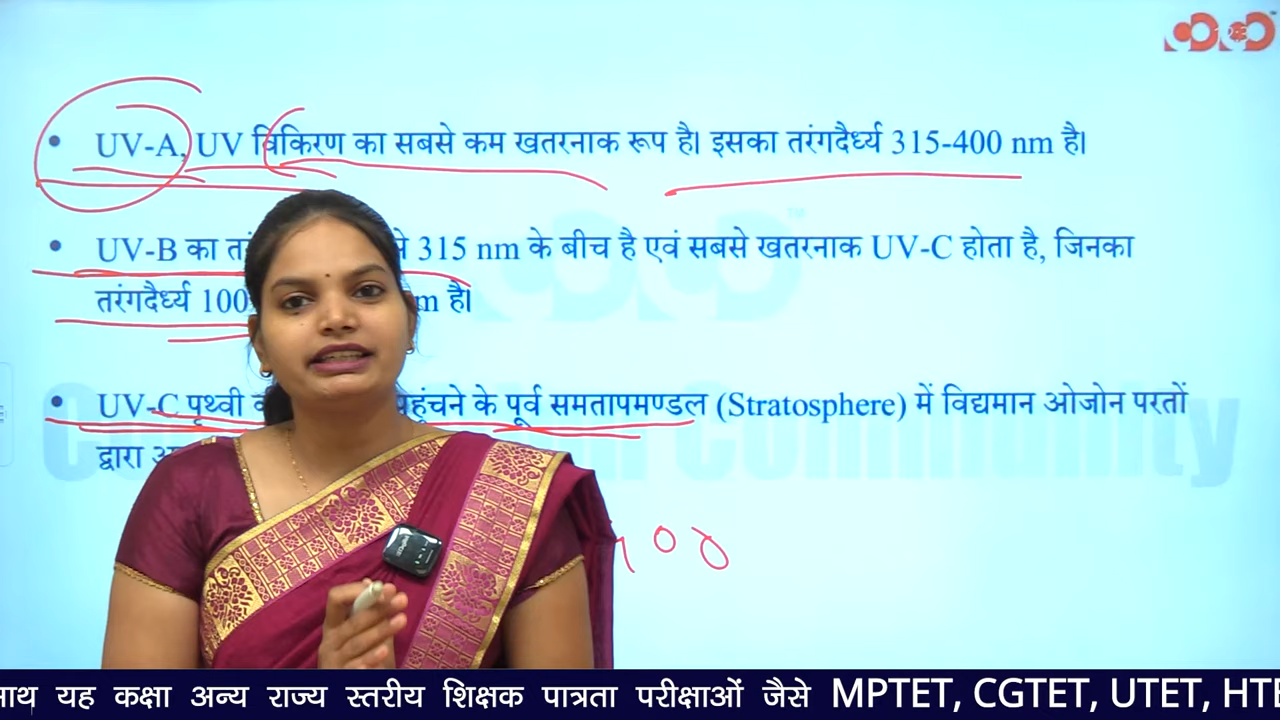 • UV-A, UV विकिरण का सबसे कम खतरनाक रूप है। इसका तरंगदैर्ध्य 315-400 nm है।
• UV-B का 315 nm के बीच है एवं सबसे खतरनाक UV-C होता है, जिनका
तरंगदैर्ध्य 100 है।
• UV-C पृथ्वी पहुंचने के पूर्व समतापमण्डल (Stratosphere) में विद्यमान ओजोन परतों
द्वारा
यह कक्षा अन्य राज्य स्तरीय शिक्षक पात्रता परीक्षाओं जैसे MPTET, CGTET, UTET,